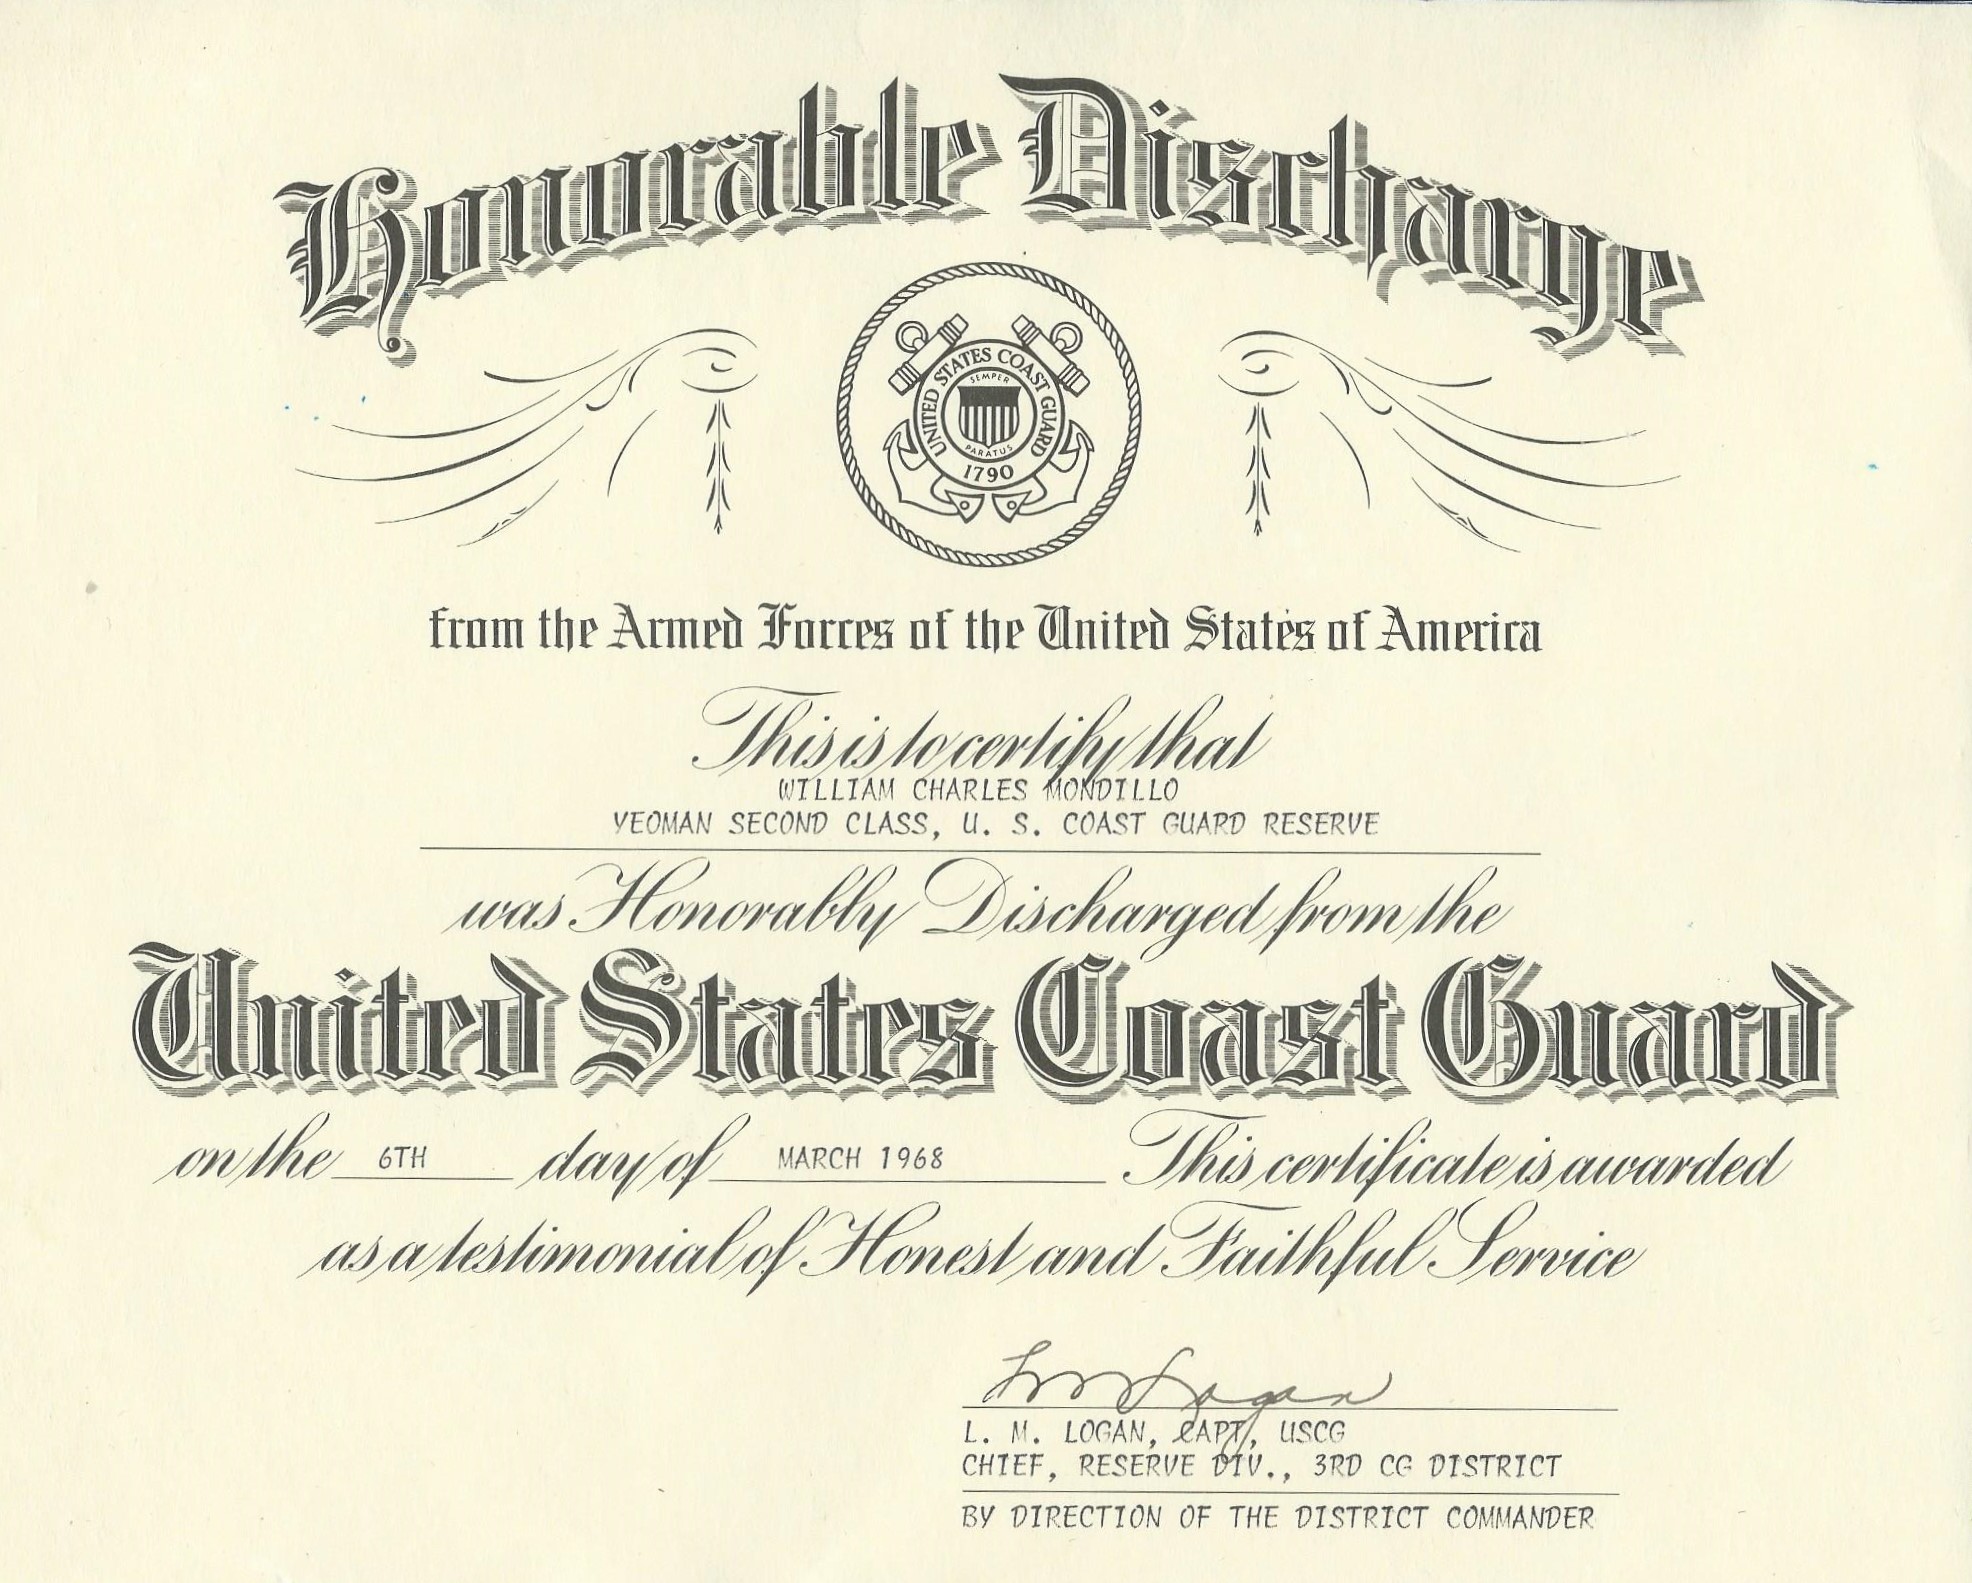 Honorable Discharge
UNITED STATES COAST GUARD
SEMPER
PARATUS
1790
from the Armed Forces of the United States of America
This is to certify that
WILLIAM CHARLES MONDILLO
YEOMAN SECOND CLASS, U. S. COAST GUARD RESERVE
was Honorably Discharged from the
United States Coast Guard
on the 6TH day of MARCH 1968 This certificate is awarded
as a testimonial of Honest and Faithful Service
L M Logan
L. M. LOGAN, CAPT, USCG
CHIEF, RESERVE DIV., 3RD CG DISTRICT
BY DIRECTION OF THE DISTRICT COMMANDER